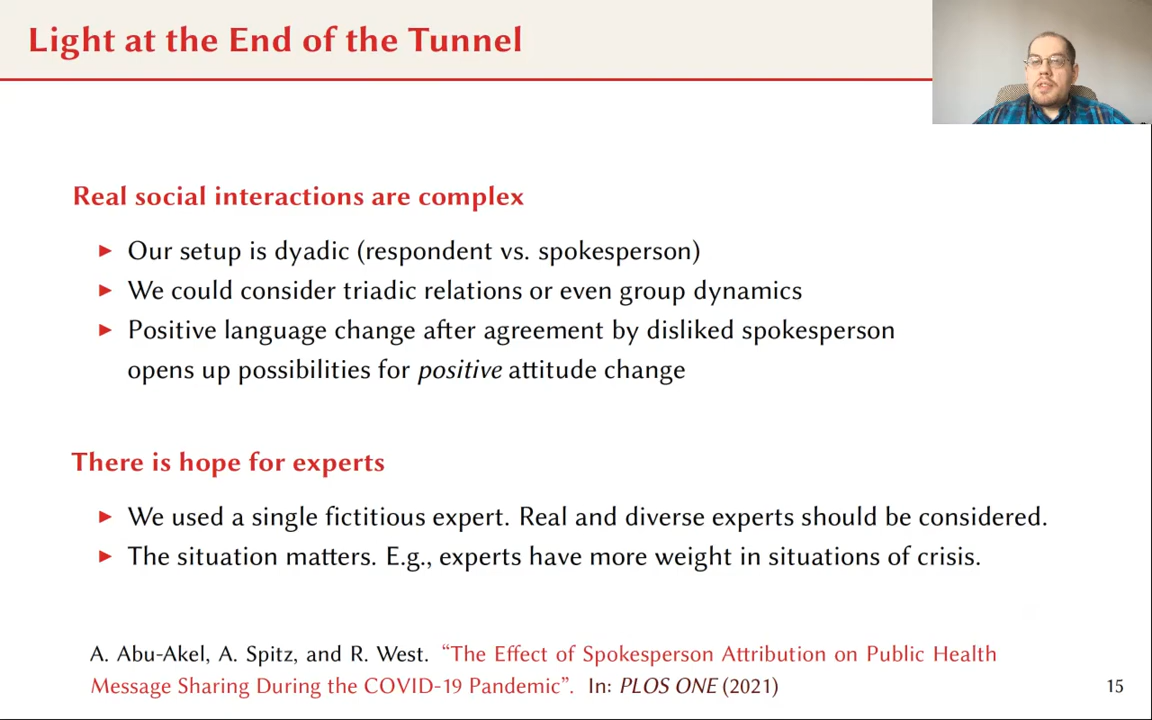 Light at the End of the Tunnel
Real social interactions are complex
► Our setup is dyadic (respondent vs. spokesperson)
► We could consider triadic relations or even group dynamics
► Positive language change after agreement by disliked spokesperson
opens up possibilities for positive attitude change
There is hope for experts
► We used a single fictitious expert. Real and diverse experts should be considered.
► The situation matters. E.g., experts have more weight in situations of crisis.
A. Abu-Akel, A. Spitz, and R. West. “The Effect of Spokesperson Attribution on Public Health
Message Sharing During the COVID-19 Pandemic”. In: PLOS ONE (2021)
15